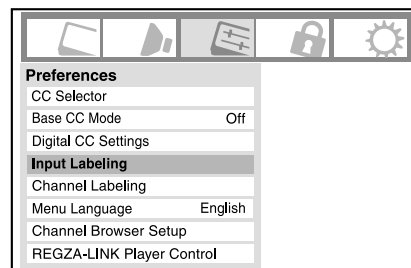 Preferences
CC Selector
Base CC Mode Off
Digital CC Settings
Input Labeling
Channel Labeling
Menu Language English
Channel Browser Setup
REGZA-LINK Player Control